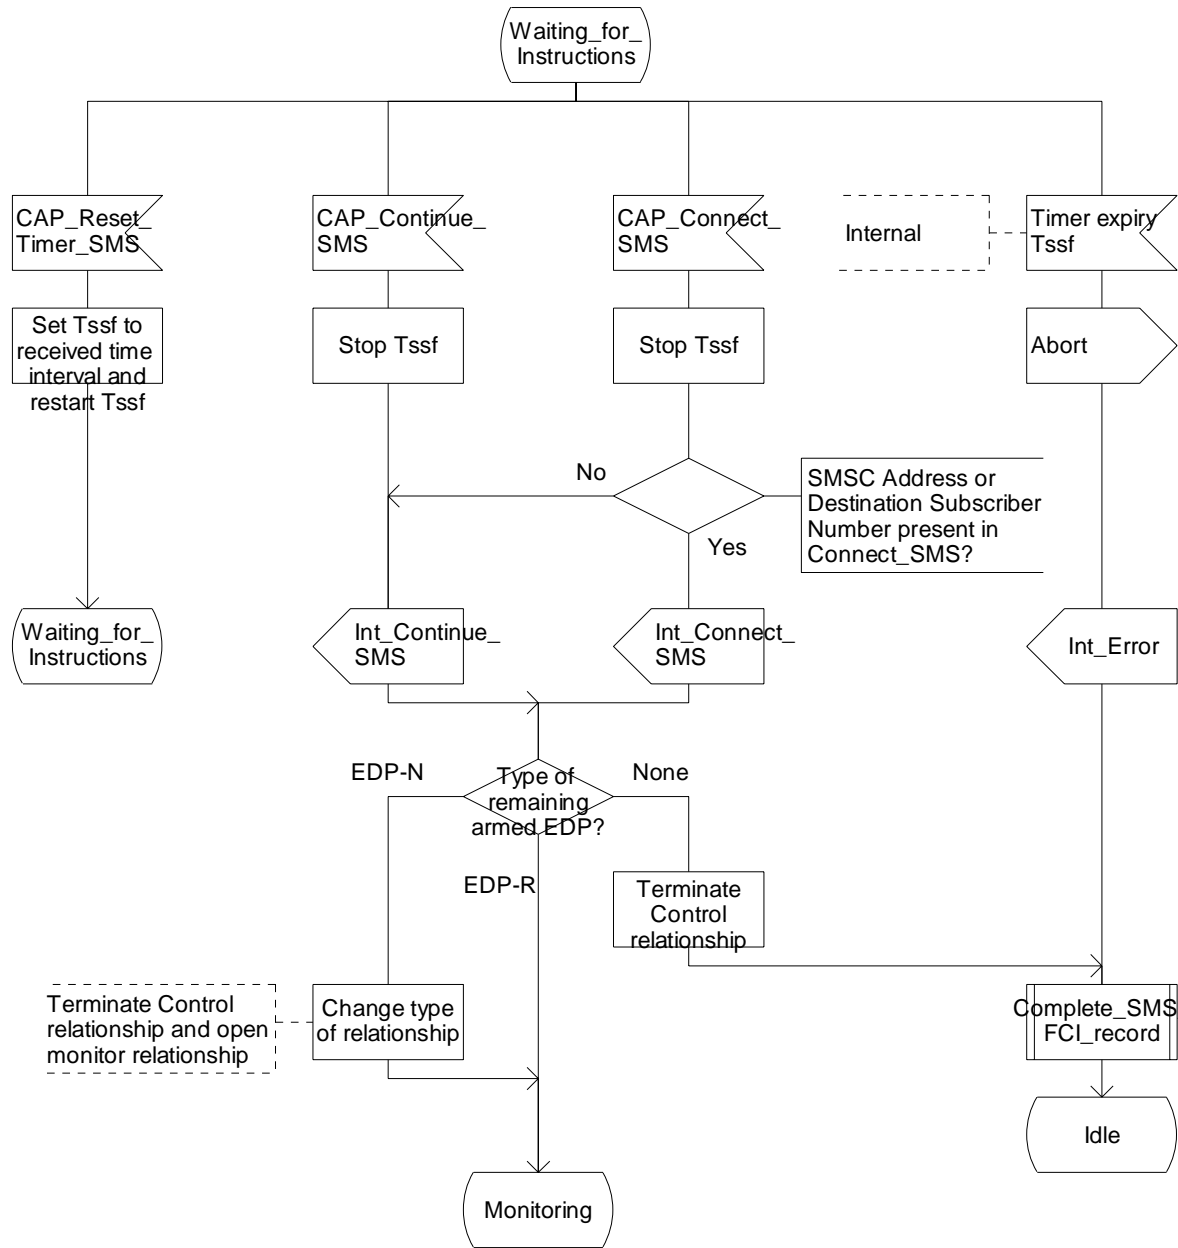 Waiting_for_
Instructions
CAP_Reset_
Timer_SMS
CAP_Continue_
SMS
CAP_Connect_
SMS
Internal
Timer expiry
Tssf
Set Tssf to
received time
interval and
restart Tssf
Stop Tssf
Stop Tssf
Abort
No
Yes
SMSC Address or
Destination Subscriber
Number present in
Connect_SMS?
Waiting_for_
Instructions
Int_Continue_
SMS
Int_Connect_
SMS
Int_Error
EDP-N
Type of
remaining
armed EDP?
None
EDP-R
Terminate
Control
relationship
Terminate Control
relationship and open
monitor relationship
Change type
of relationship
Complete_SMS
FCI_record
Idle
Monitoring